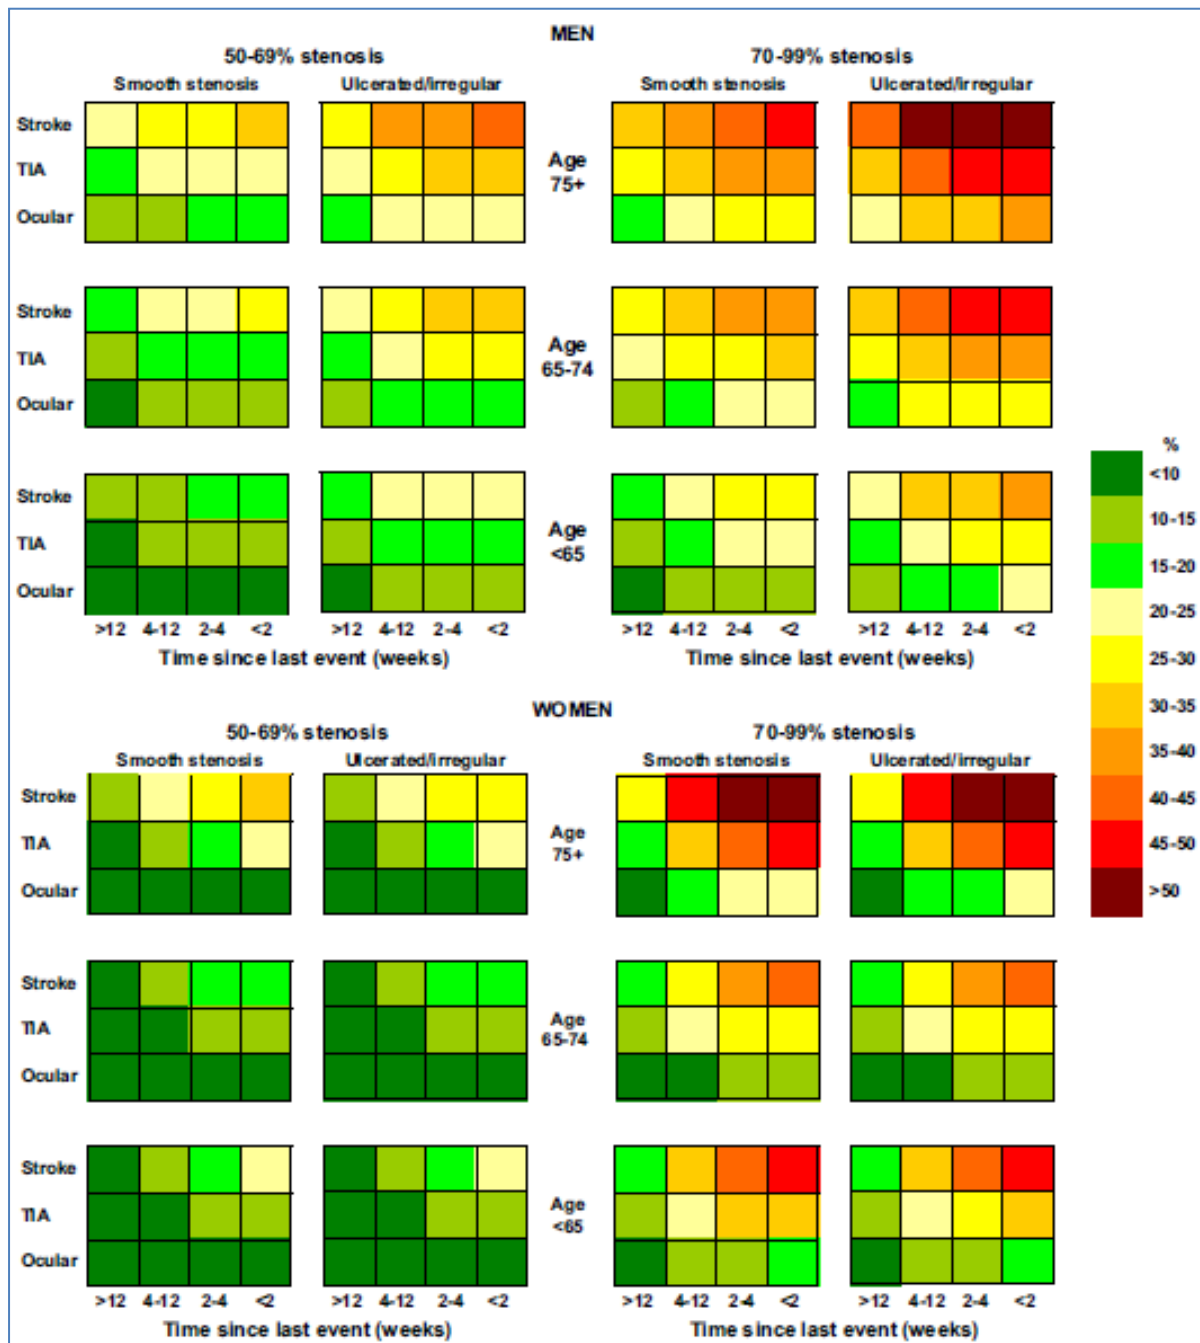 MEN
50-69% stenosis 70-99% stenosis
Smooth stenosis Ulcerated/irregular Smooth stenosis Ulcerated/irregular
Stroke
TIA
Ocular
Age
75+
Stroke
TIA
Ocular
Age
65-74
Stroke
TIA
Ocular
Age
<65
>12 4-12 2-4 <2 >12 4-12 2-4 <2 >12 4-12 2-4 <2 >12 4-12 2-4 <2
Time since last event (weeks) Time since last event (weeks)
%
<10
10-15
15-20
20-25
25-30
30-35
35-40
40-45
45-50
>50
WOMEN
50-69% stenosis 70-99% stenosis
Smooth stenosis Ulcerated/irregular Smooth stenosis Ulcerated/irregular
Stroke
TIA
Ocular
Age
75+
Stroke
TIA
Ocular
Age
65-74
Stroke
TIA
Ocular
Age
<65
>12 4-12 2-4 <2 >12 4-12 2-4 <2 >12 4-12 2-4 <2 >12 4-12 2-4 <2
Time since last event (weeks) Time since last event (weeks)